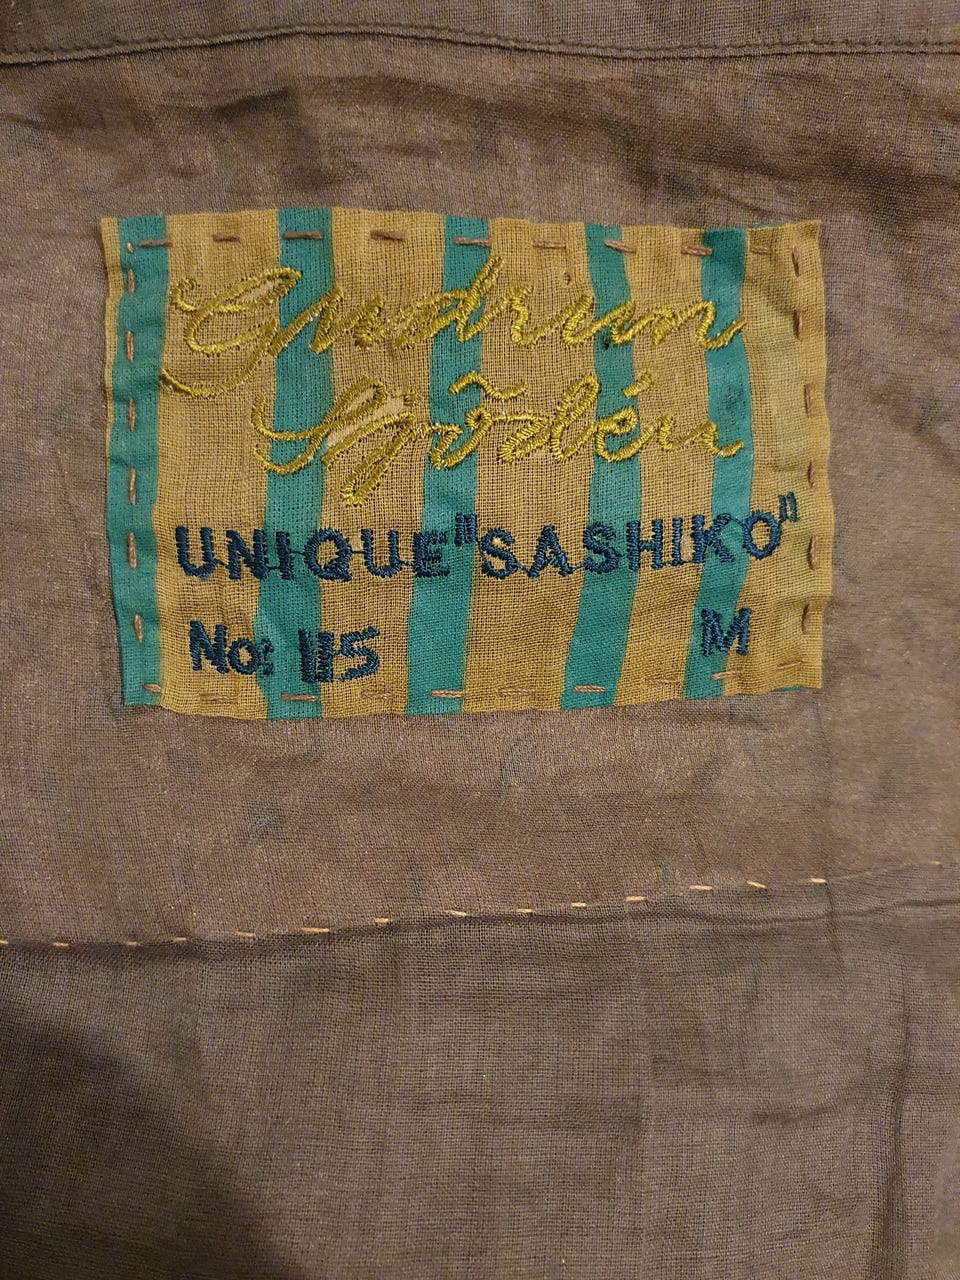 Gudrun
Sjödén
UNIQUE "SASHIKO"
No: 115 M